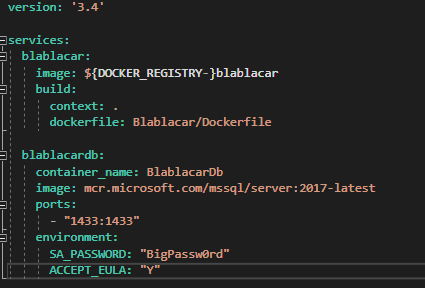 version: '3.4'
services:
blablacar:
image: ${DOCKER_REGISTRY-}blablacar
build:
context: .
dockerfile: Blablacar/Dockerfile
blablacardb:
container_name: BlablacarDb
image: mcr.microsoft.com/mssql/server:2017-latest
ports:
- "1433:1433"
environment:
SA_PASSWORD: "BigPassw0rd"
ACCEPT_EULA: "Y"